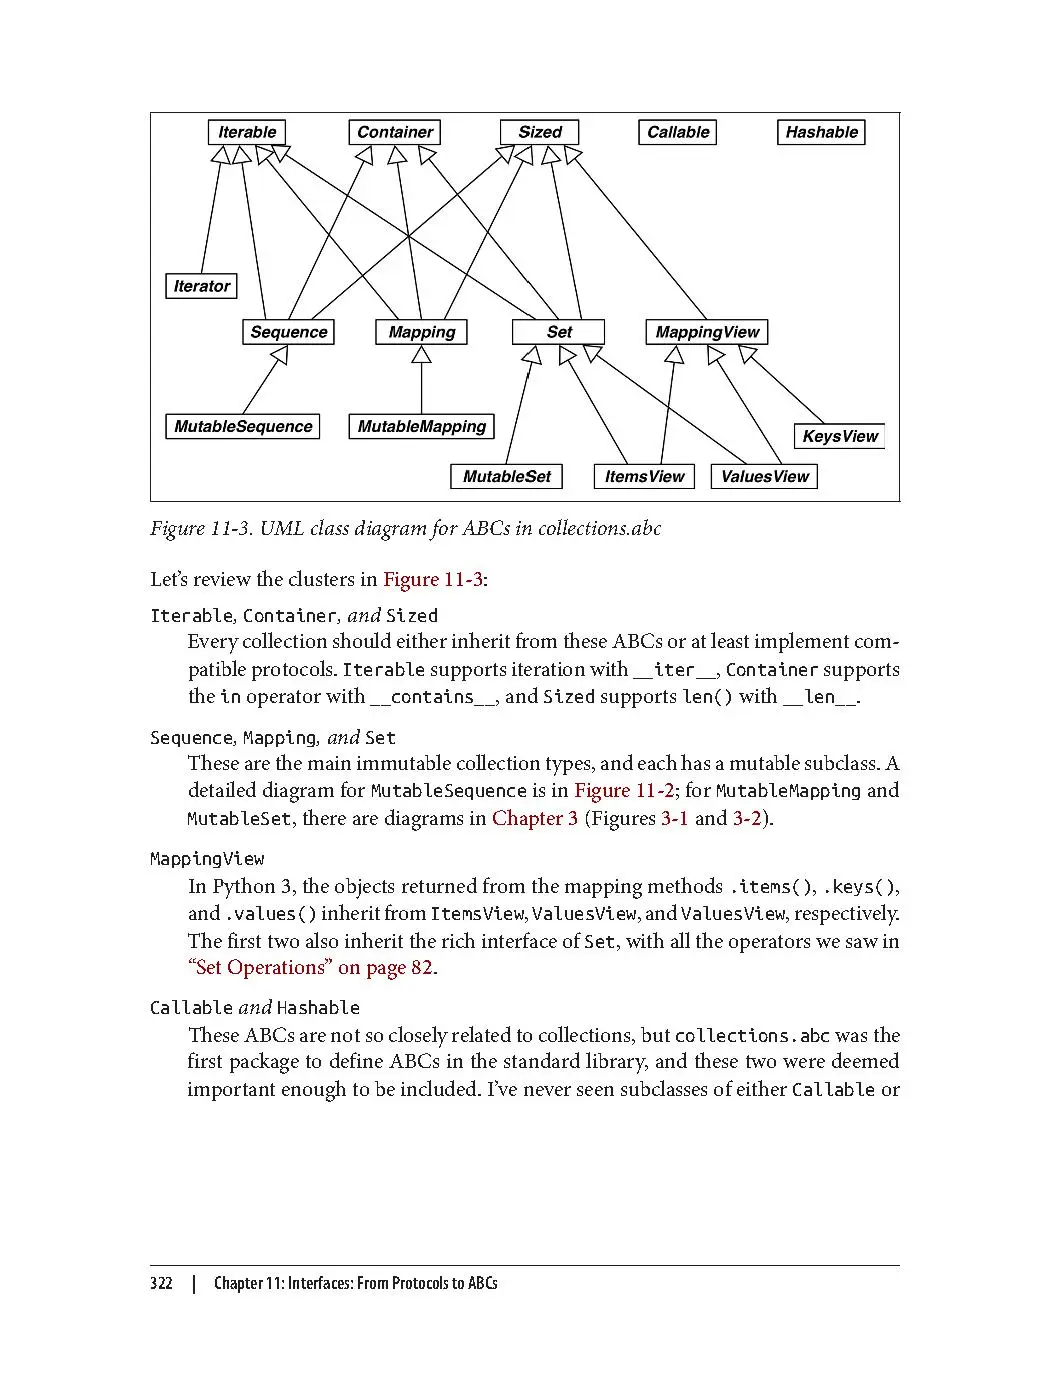 Iterable Container Sized Callable Hashable
Iterator
Sequence Mapping Set MappingView
MutableSequence MutableMapping
KeysView
MutableSet ItemsView ValuesView
Figure 11-3. UML class diagram for ABCs in collections.abc
Let’s review the clusters in Figure 11-3:
Iterable, Container, and Sized
Every collection should either inherit from these ABCs or at least implement com-
patible protocols. Iterable supports iteration with __iter__, Container supports
the in operator with __contains__, and Sized supports len() with __len__.
Sequence, Mapping, and Set
These are the main immutable collection types, and each has a mutable subclass. A
detailed diagram for MutableSequence is in Figure 11-2; for MutableMapping and
MutableSet, there are diagrams in Chapter 3 (Figures 3-1 and 3-2).
MappingView
In Python 3, the objects returned from the mapping methods .items(), .keys(),
and .values() inherit from ItemsView, ValuesView, and ValuesView, respectively.
The first two also inherit the rich interface of Set, with all the operators we saw in
“Set Operations” on page 82.
Callable and Hashable
These ABCs are not so closely related to collections, but collections.abc was the
first package to define ABCs in the standard library, and these two were deemed
important enough to be included. I’ve never seen subclasses of either Callable or
322 | Chapter 11: Interfaces: From Protocols to ABCs